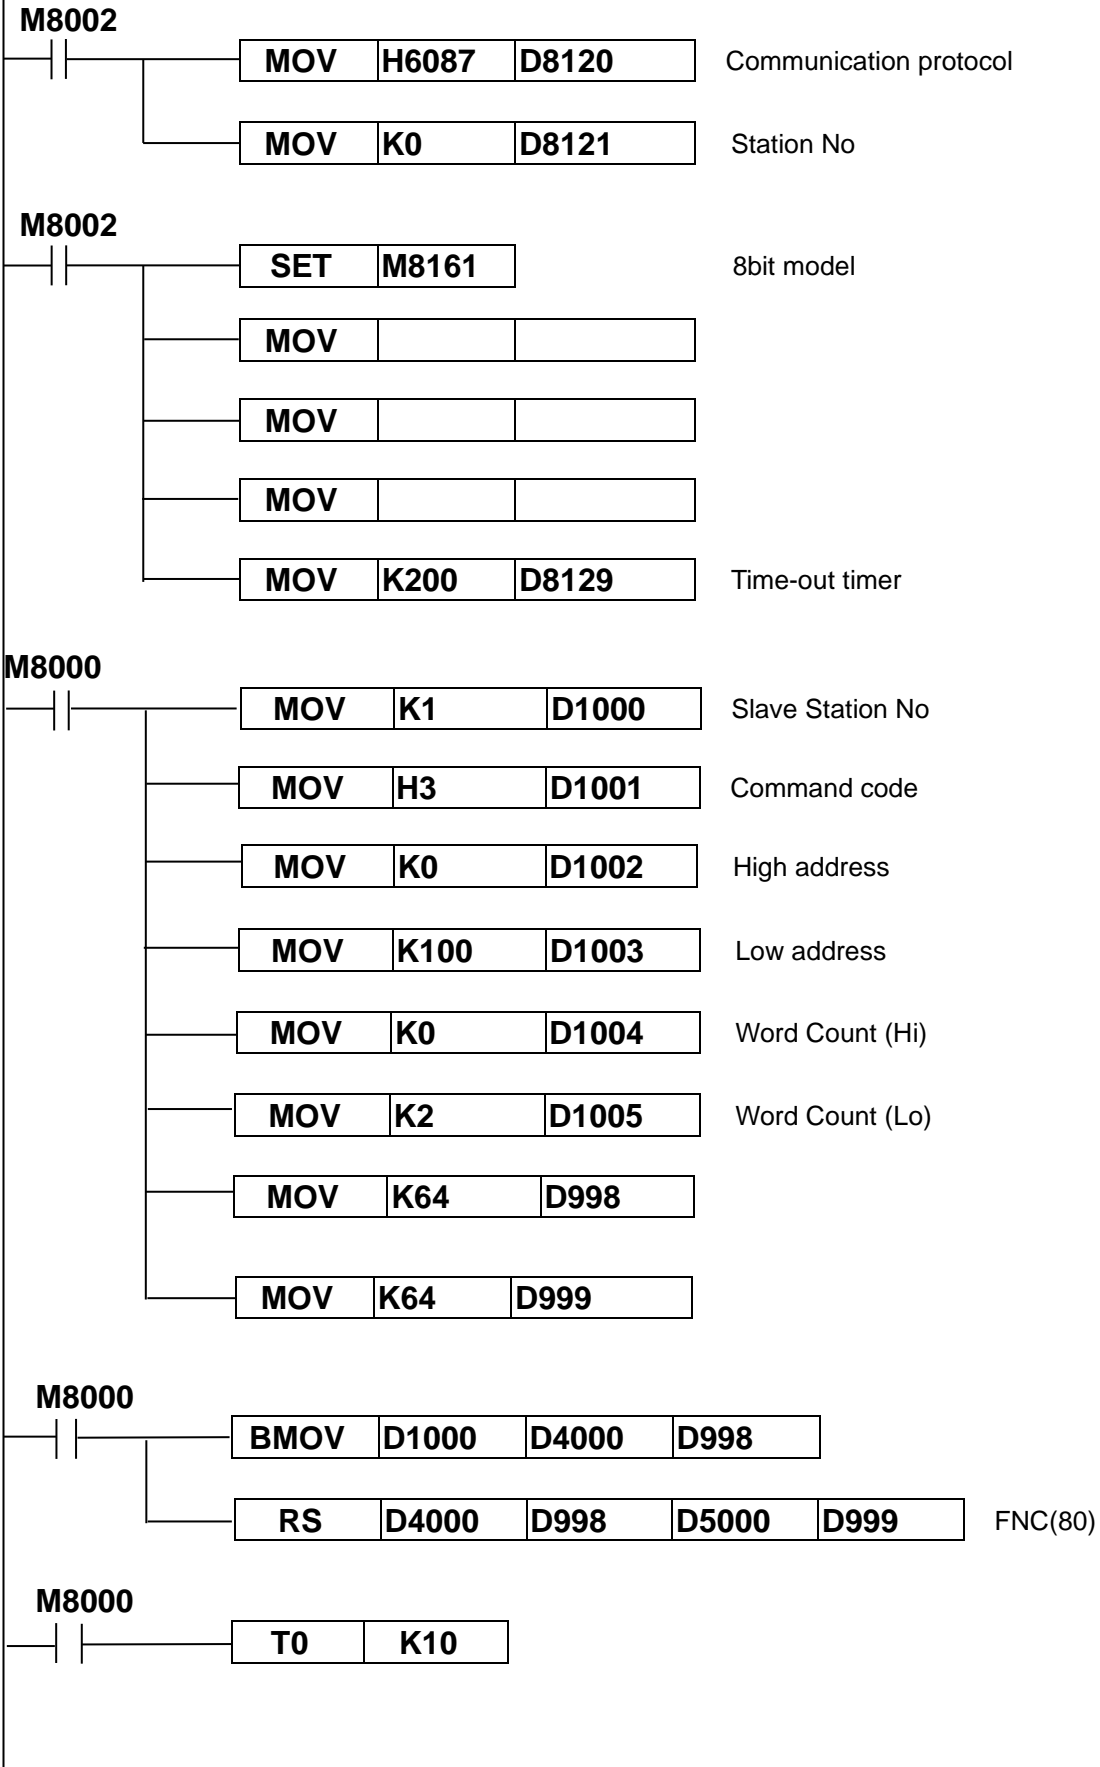 M8002
MOV H6087 D8120 Communication protocol
MOV K0 D8121 Station No
M8002
SET M8161 8bit model
MOV
MOV
MOV
MOV K200 D8129 Time-out timer
M8000
MOV K1 D1000 Slave Station No
MOV H3 D1001 Command code
MOV K0 D1002 High address
MOV K100 D1003 Low address
MOV K0 D1004 Word Count (Hi)
MOV K2 D1005 Word Count (Lo)
MOV K64 D998
MOV K64 D999
M8000
BMOV D1000 D4000 D998
RS D4000 D998 D5000 D999 FNC(80)
M8000
T0 K10